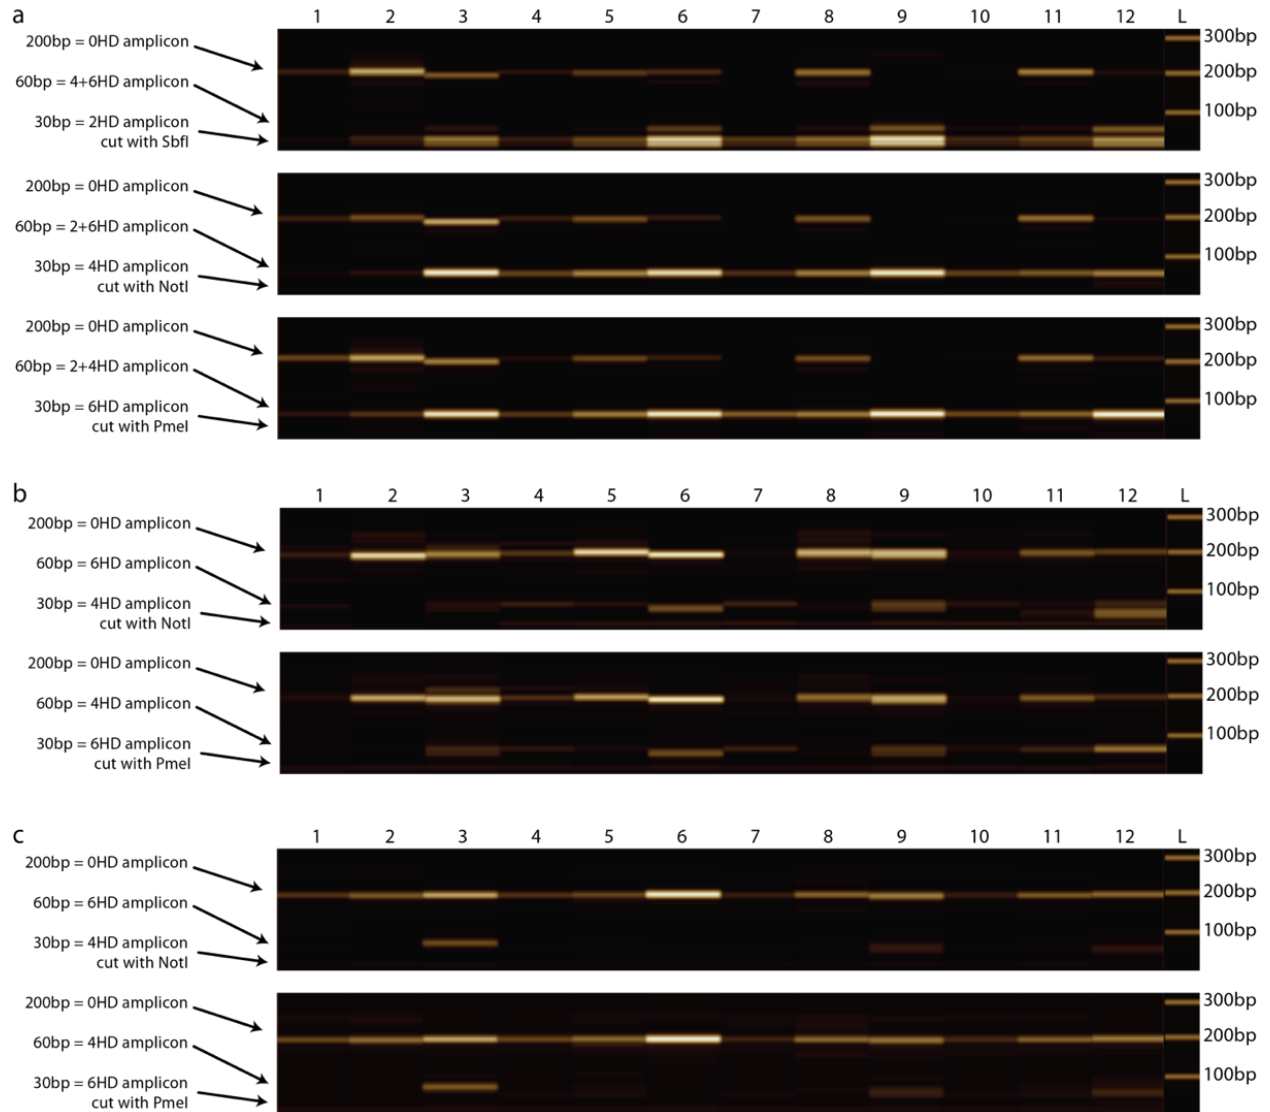 a
1 2 3 4 5 6 7 8 9 10 11 12 L
200bp = 0HD amplicon
60bp = 4+6HD amplicon
30bp = 2HD amplicon
cut with SbfI
300bp
200bp
100bp
200bp = 0HD amplicon
60bp = 2+6HD amplicon
30bp = 4HD amplicon
cut with NotI
300bp
200bp
100bp
200bp = 0HD amplicon
60bp = 2+4HD amplicon
30bp = 6HD amplicon
cut with PmeI
300bp
200bp
100bp
b
1 2 3 4 5 6 7 8 9 10 11 12 L
200bp = 0HD amplicon
60bp = 6HD amplicon
30bp = 4HD amplicon
cut with NotI
300bp
200bp
100bp
200bp = 0HD amplicon
60bp = 4HD amplicon
30bp = 6HD amplicon
cut with PmeI
300bp
200bp
100bp
c
1 2 3 4 5 6 7 8 9 10 11 12 L
200bp = 0HD amplicon
60bp = 6HD amplicon
30bp = 4HD amplicon
cut with NotI
300bp
200bp
100bp
200bp = 0HD amplicon
60bp = 4HD amplicon
30bp = 6HD amplicon
cut with PmeI
300bp
200bp
100bp